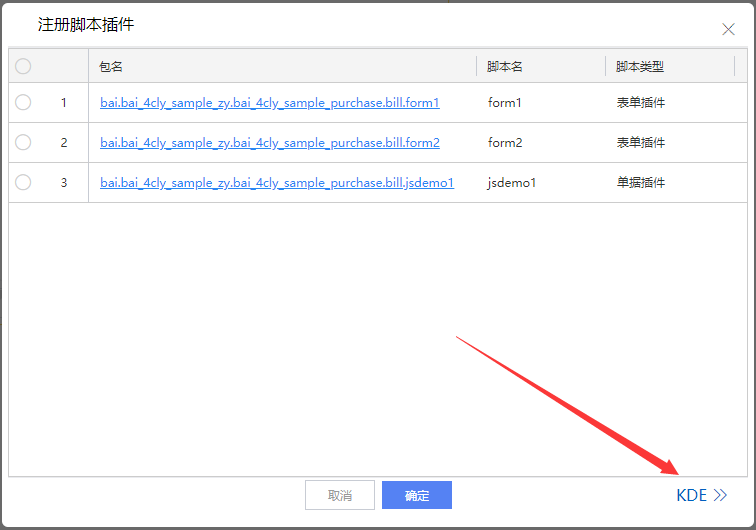 注册脚本插件
包名 脚本名 脚本类型
1 bai.bai_4cly_sample_zy.bai_4cly_sample_purchase.bill.form1 form1 表单插件
2 bai.bai_4cly_sample_zy.bai_4cly_sample_purchase.bill.form2 form2 表单插件
3 bai.bai_4cly_sample_zy.bai_4cly_sample_purchase.bill.jsdemo1 jsdemo1 单据插件
取消 确定 KDE